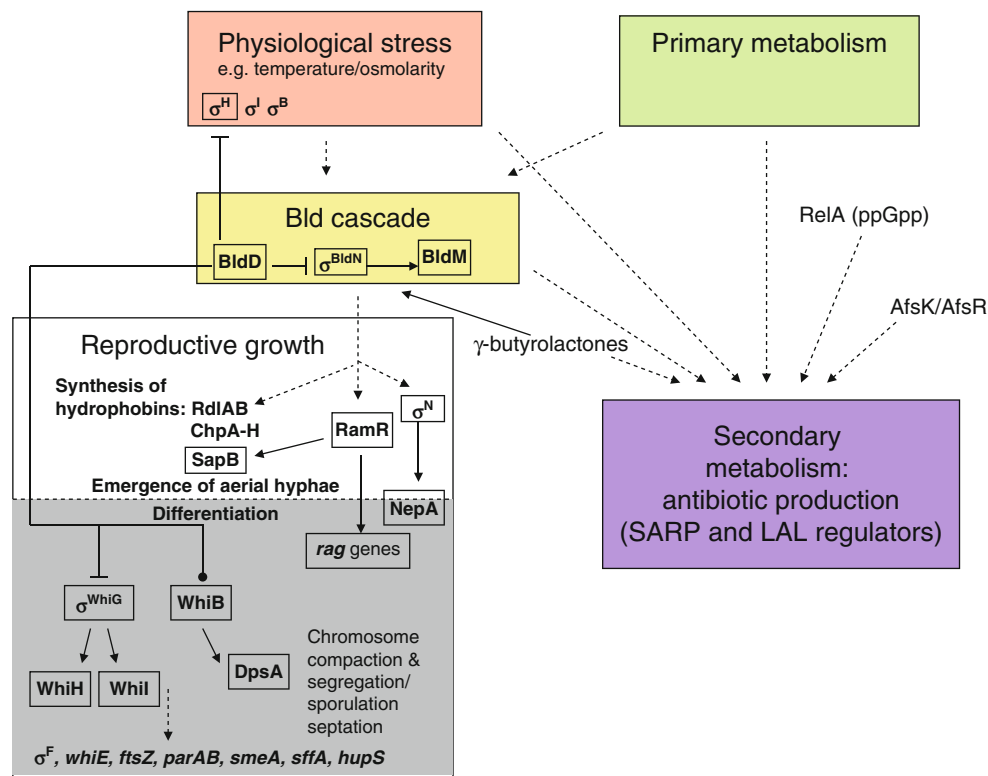 Physiological stress
e.g. temperature/osmolarity
σᴴ σᴵ σᴮ
Primary metabolism
Bld cascade
BldD
σᴮˡᵈᴺ
BldM
RelA (ppGpp)
AfsK/AfsR
γ-butyrolactones
Reproductive growth
Synthesis of
hydrophobins: RdlAB
ChpA-H
SapB
RamR
σᴺ
Emergence of aerial hyphae
NepA
Differentiation
rag genes
Secondary
metabolism:
antibiotic production
(SARP and LAL regulators)
σᵂʰⁱᴳ
WhiB
WhiH
WhiI
DpsA
Chromosome
compaction &
segregation/
sporulation
septation
σF, whiE, ftsZ, parAB, smeA, sffA, hupS